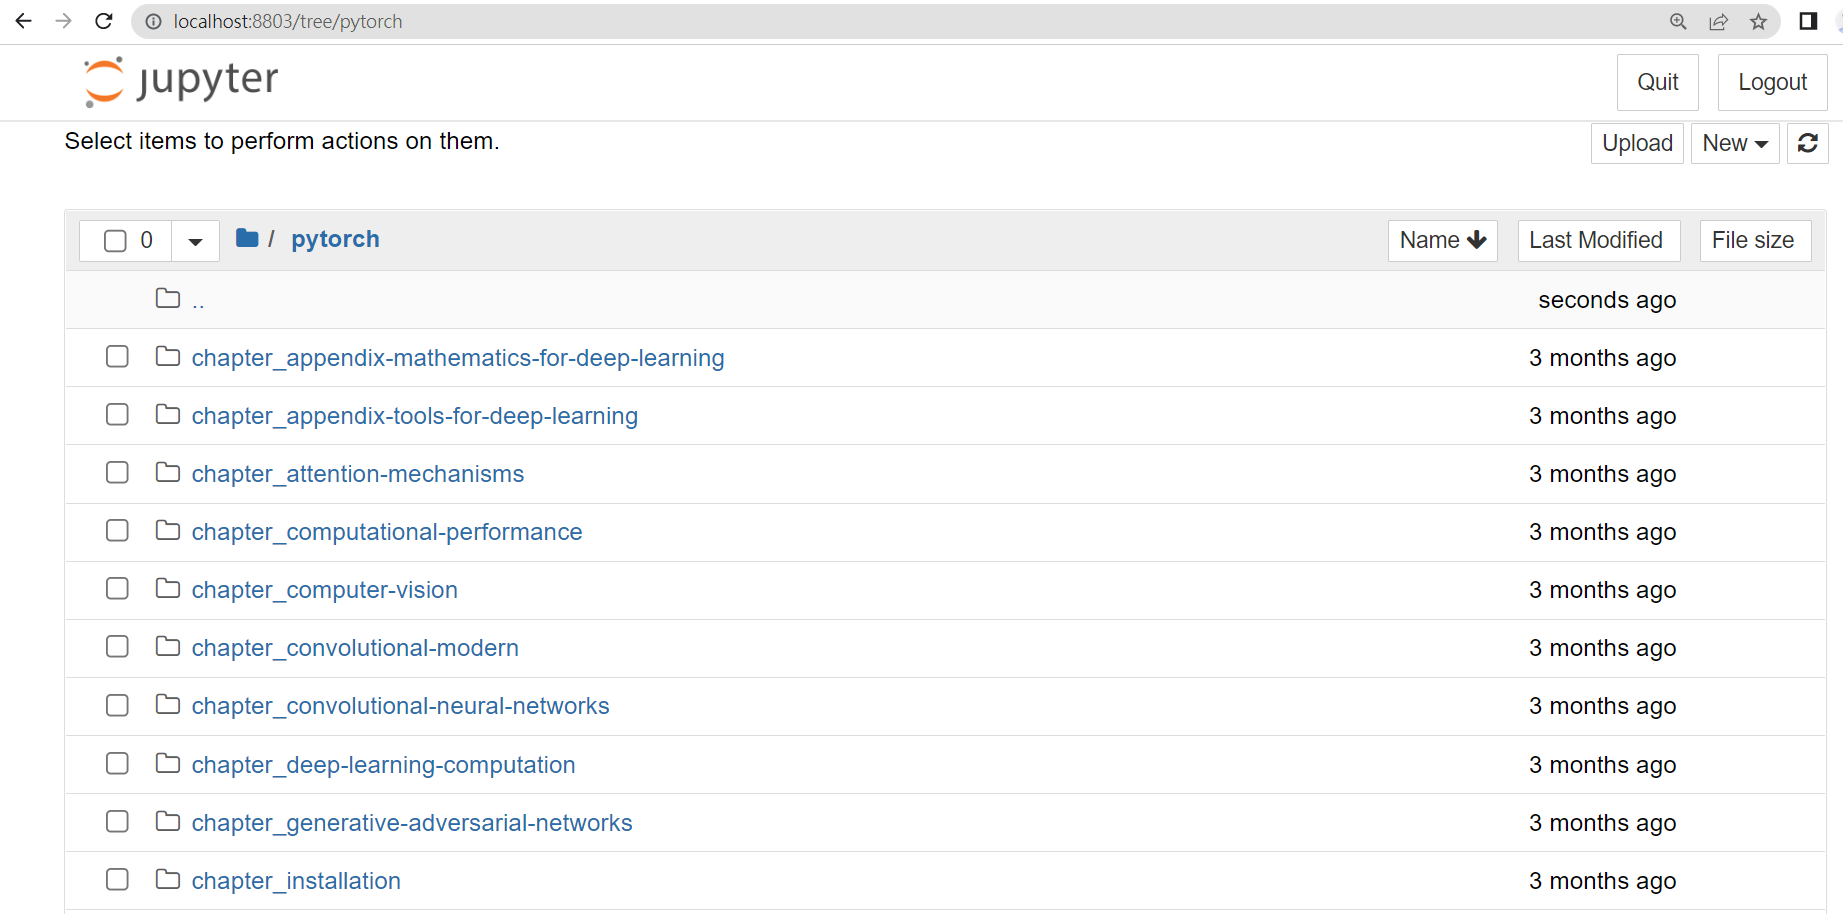 localhost:8803/tree/pytorch
jupyter
Quit
Logout
Select items to perform actions on them.
Upload
New
0
/ pytorch
Name
Last Modified
File size
..
seconds ago
chapter_appendix-mathematics-for-deep-learning
3 months ago
chapter_appendix-tools-for-deep-learning
3 months ago
chapter_attention-mechanisms
3 months ago
chapter_computational-performance
3 months ago
chapter_computer-vision
3 months ago
chapter_convolutional-modern
3 months ago
chapter_convolutional-neural-networks
3 months ago
chapter_deep-learning-computation
3 months ago
chapter_generative-adversarial-networks
3 months ago
chapter_installation
3 months ago